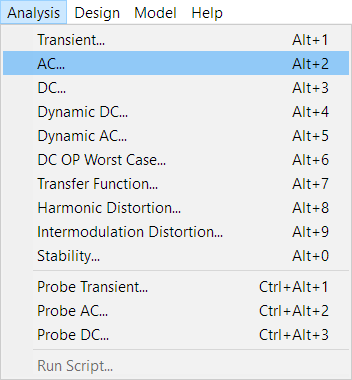 Analysis Design Model Help
Transient... Alt+1
AC... Alt+2
DC... Alt+3
Dynamic DC... Alt+4
Dynamic AC... Alt+5
DC OP Worst Case... Alt+6
Transfer Function... Alt+7
Harmonic Distortion... Alt+8
Intermodulation Distortion... Alt+9
Stability... Alt+0
Probe Transient... Ctrl+Alt+1
Probe AC... Ctrl+Alt+2
Probe DC... Ctrl+Alt+3
Run Script...